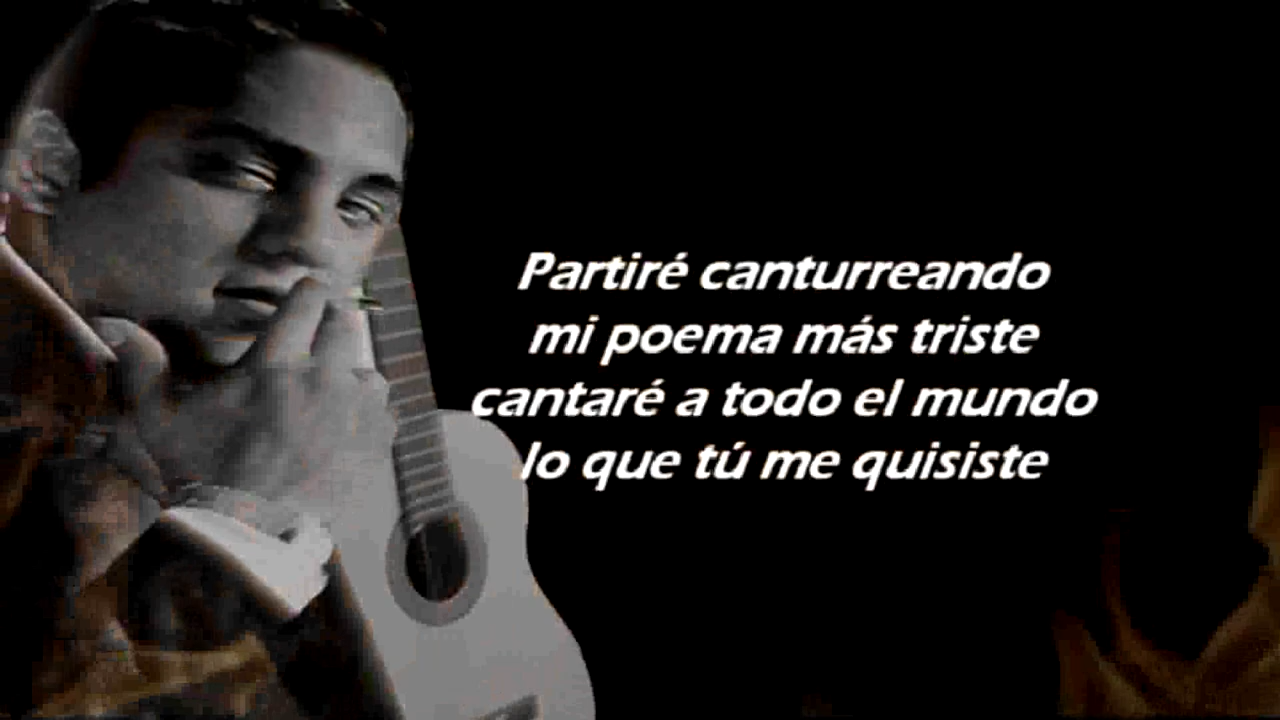 Partiré canturreando
mi poema más triste
cantaré a todo el mundo
lo que tú me quisiste